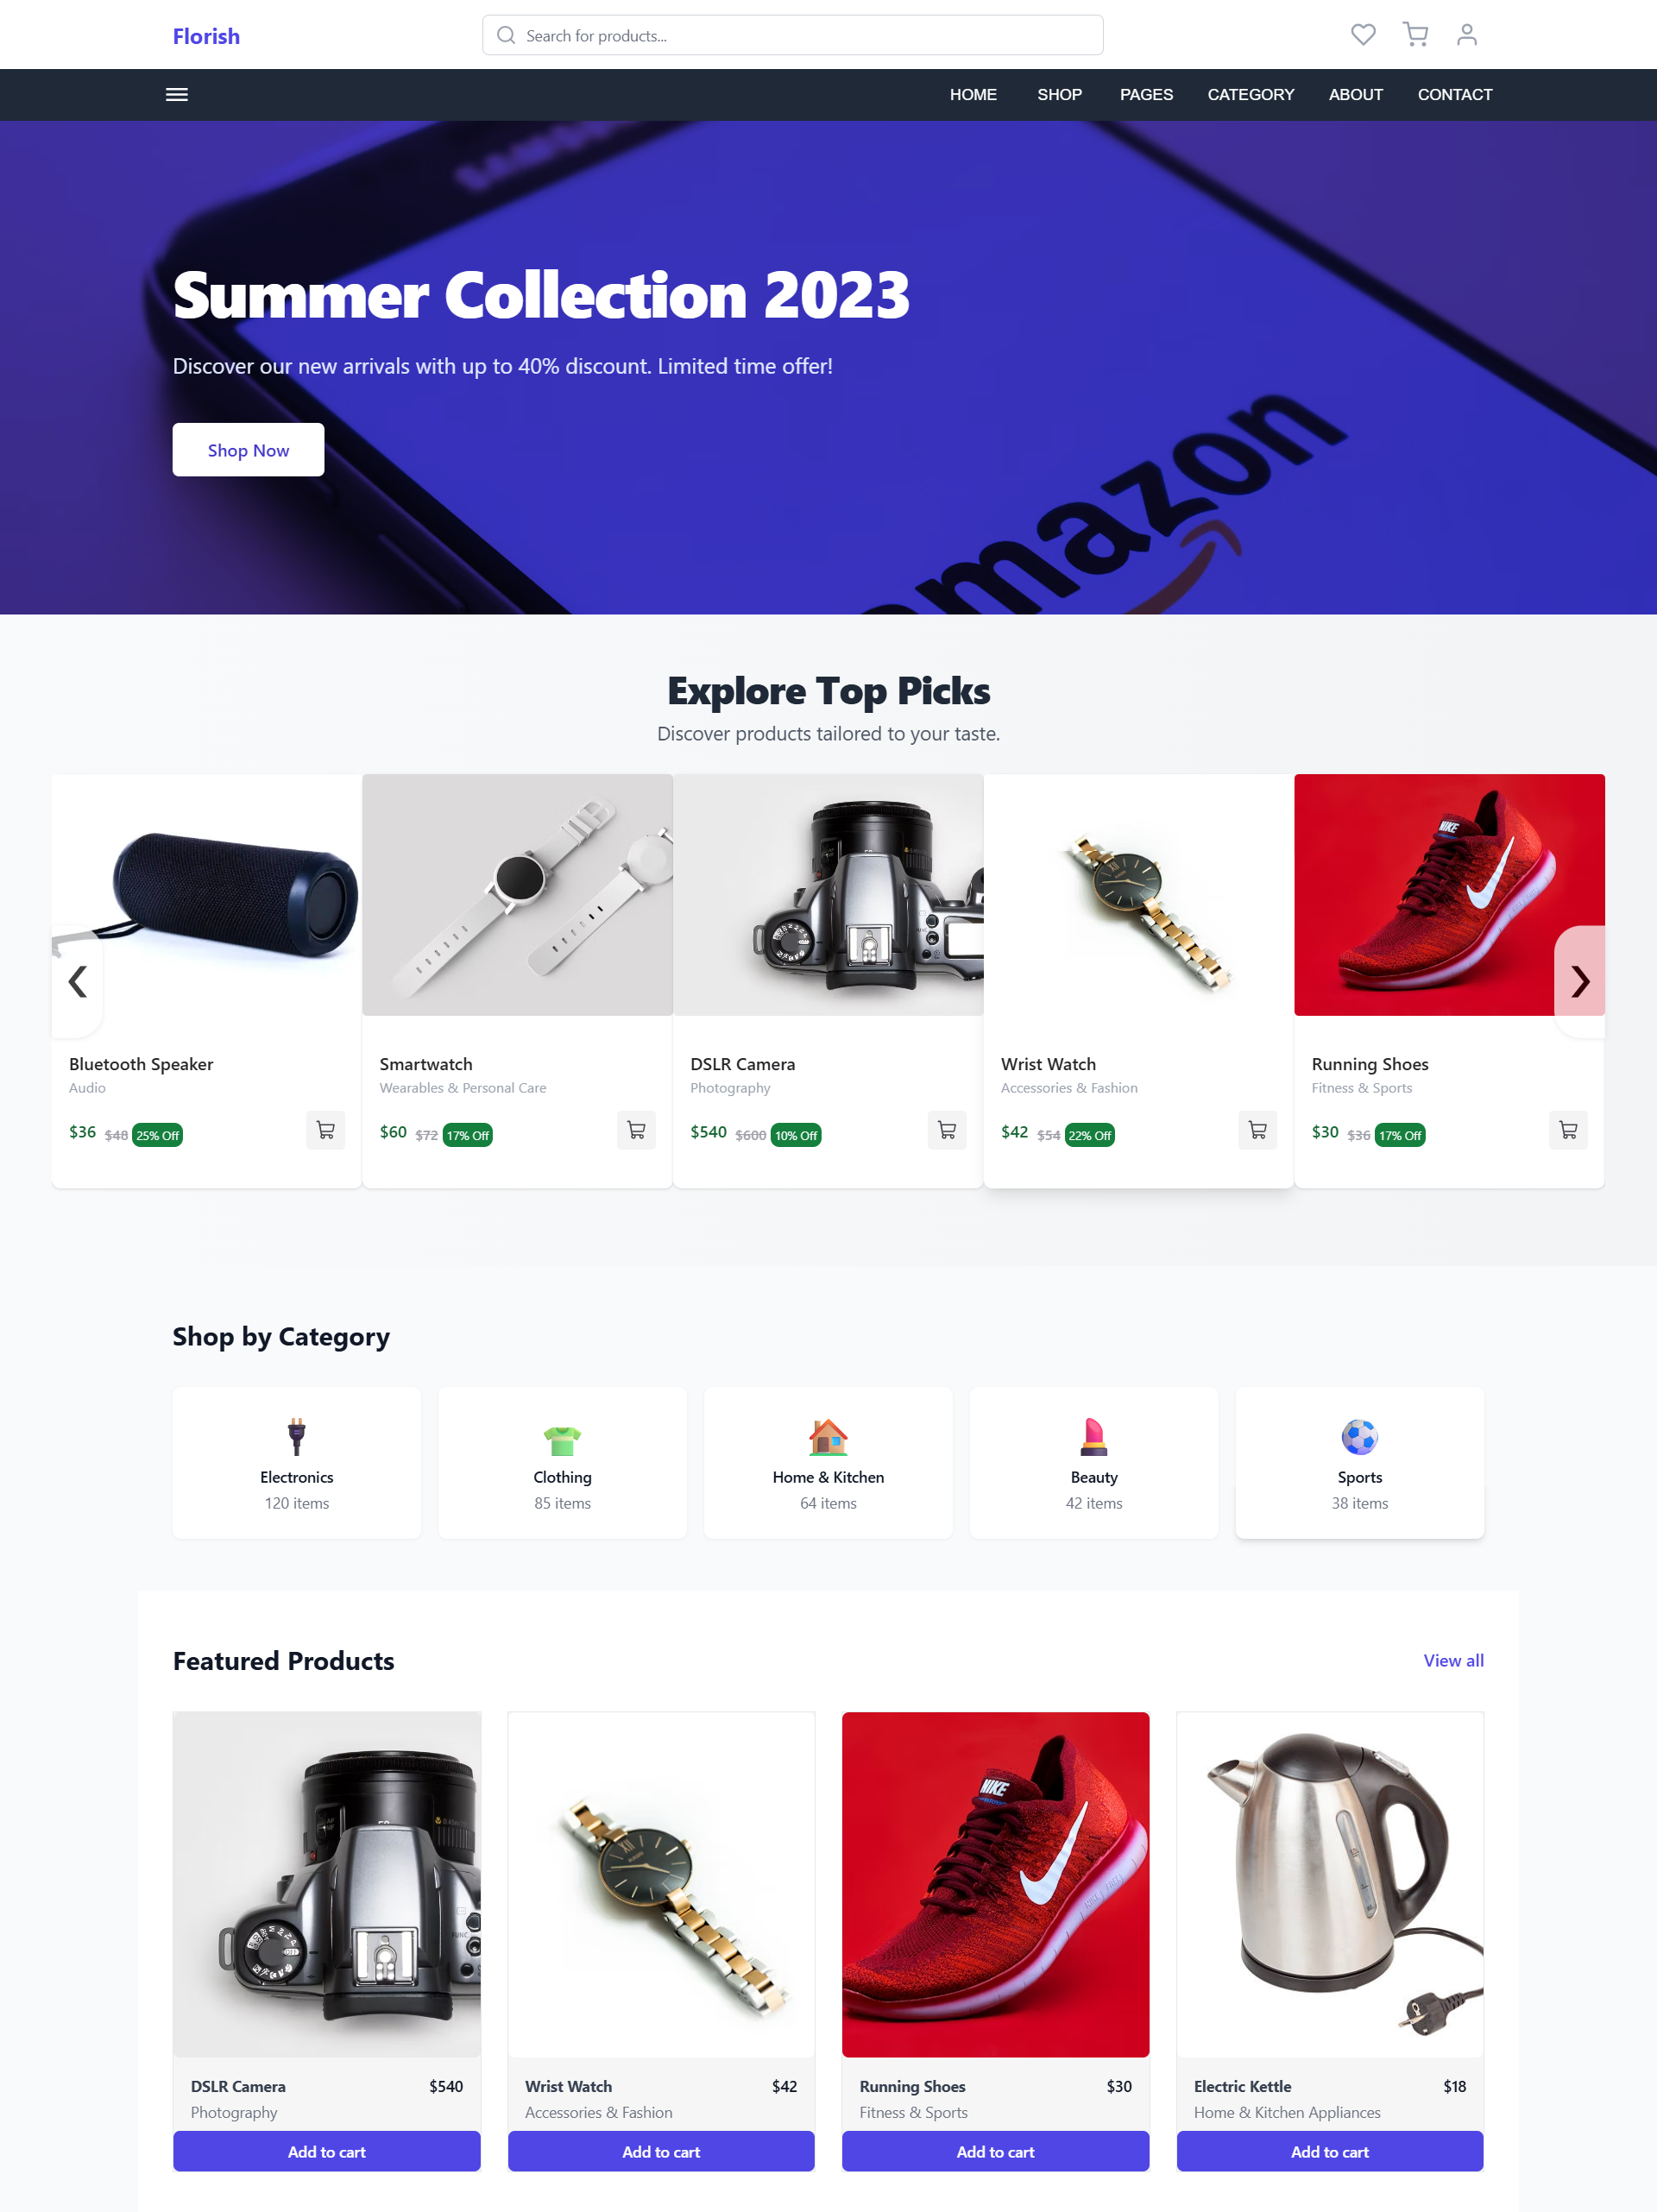 Florish
Search for products...
HOME SHOP PAGES CATEGORY ABOUT CONTACT
SAMSUNG
Summer Collection 2023
Discover our new arrivals with up to 40% discount. Limited time offer!
Shop Now
amazon
Explore Top Picks
Discover products tailored to your taste.
NIKE
Bluetooth Speaker
Audio
$36 $48 25% Off
Smartwatch
Wearables & Personal Care
$60 $72 17% Off
DSLR Camera
Photography
$540 $600 10% Off
Wrist Watch
Accessories & Fashion
$42 $54 22% Off
Running Shoes
Fitness & Sports
$30 $36 17% Off
Shop by Category
Electronics
120 items
Clothing
85 items
Home & Kitchen
64 items
Beauty
42 items
Sports
38 items
Featured Products
View all
NIKE
FUNC
DSLR Camera $540
Photography
Add to cart
Wrist Watch $42
Accessories & Fashion
Add to cart
Running Shoes $30
Fitness & Sports
Add to cart
Electric Kettle $18
Home & Kitchen Appliances
Add to cart